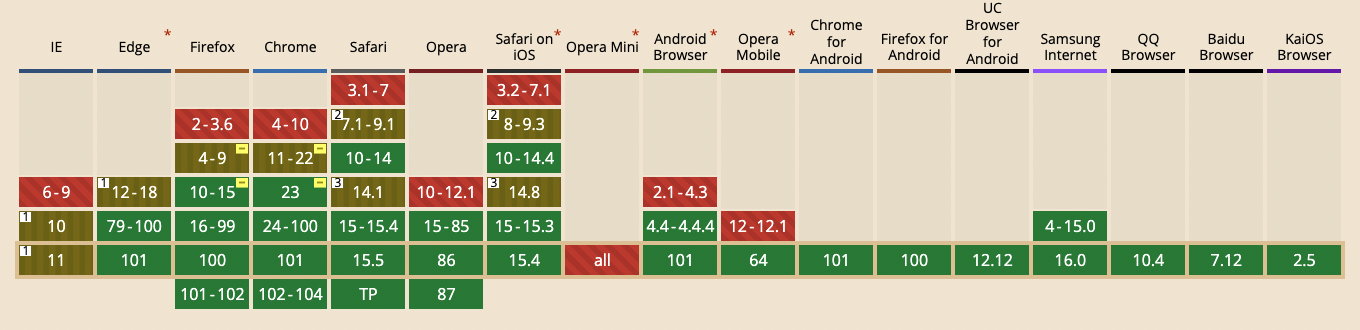 IE Edge * Firefox Chrome Safari Opera Safari on iOS * Opera Mini * Android Browser * Opera Mobile * Chrome for Android Firefox for Android UC Browser for Android Samsung Internet QQ Browser Baidu Browser KaiOS Browser
3.1-7 3.2-7.1
2-3.6 4-10 2 7.1-9.1 2 8-9.3
4-9 11-22 10-14 10-14.4
6-9 1 12-18 10-15 23 3 14.1 10-12.1 3 14.8 2.1-4.3
1 10 79-100 16-99 24-100 15-15.4 15-85 15-15.3 4.4-4.4.4 12-12.1 4-15.0
1 11 101 100 101 15.5 86 15.4 all 101 64 101 100 12.12 16.0 10.4 7.12 2.5
101-102 102-104 TP 87